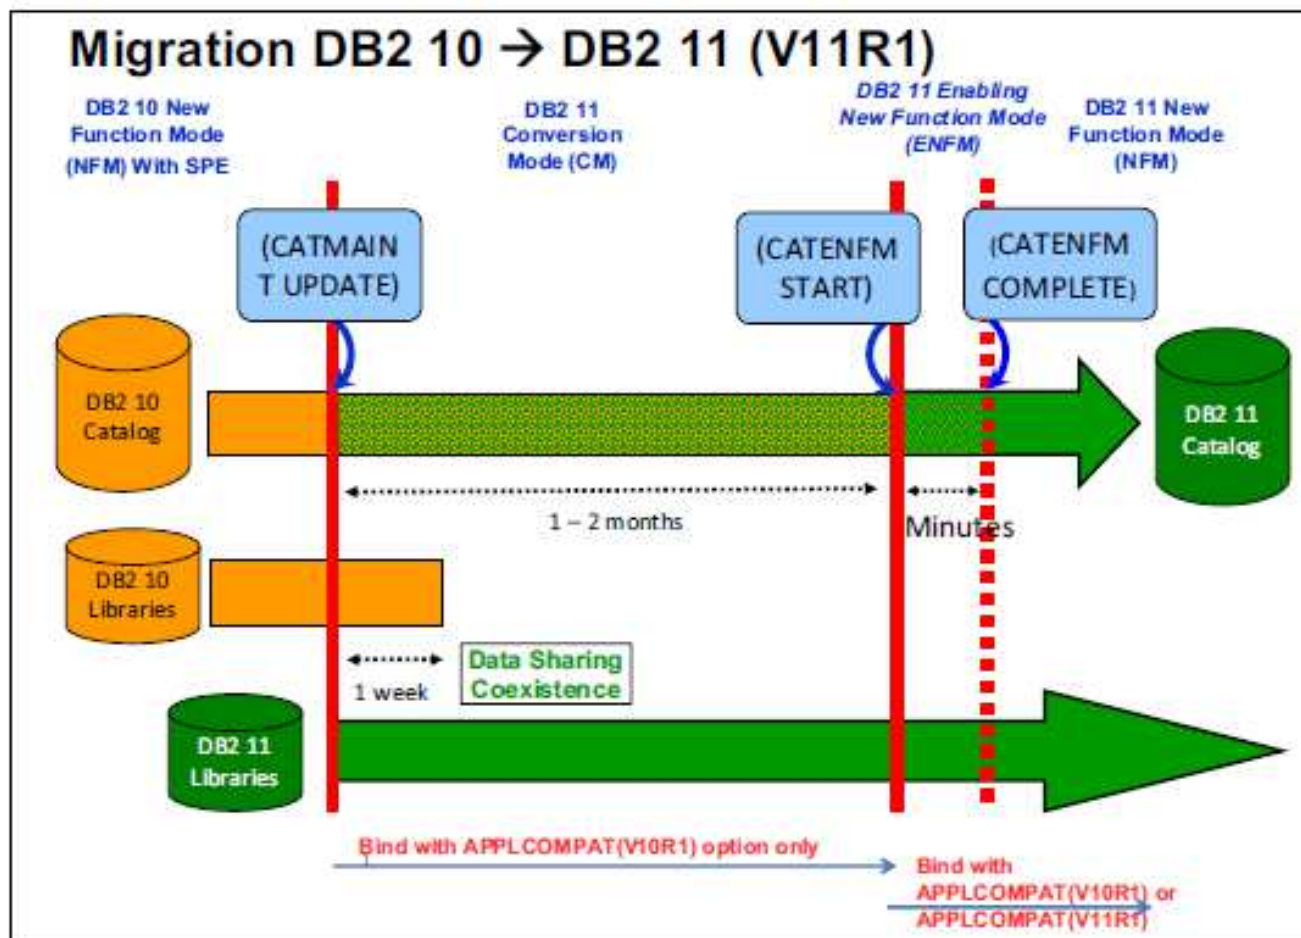 Migration DB2 10 → DB2 11 (V11R1)
DB2 10 New
Function Mode
(NFM) With SPE
DB2 11
Conversion
Mode (CM)
DB2 11 Enabling
New Function Mode
(ENFM)
DB2 11 New
Function Mode
(NFM)
(CATMAIN
T UPDATE)
(CATENFM
START)
(CATENFM
COMPLETE)
DB2 10
Catalog
DB2 11
Catalog
1 – 2 months
Minutes
DB2 10
Libraries
1 week
Data Sharing
Coexistence
DB2 11
Libraries
Bind with APPLCOMPAT(V10R1) option only
Bind with
APPLCOMPAT(V10R1) or
APPLCOMPAT(V11R1)